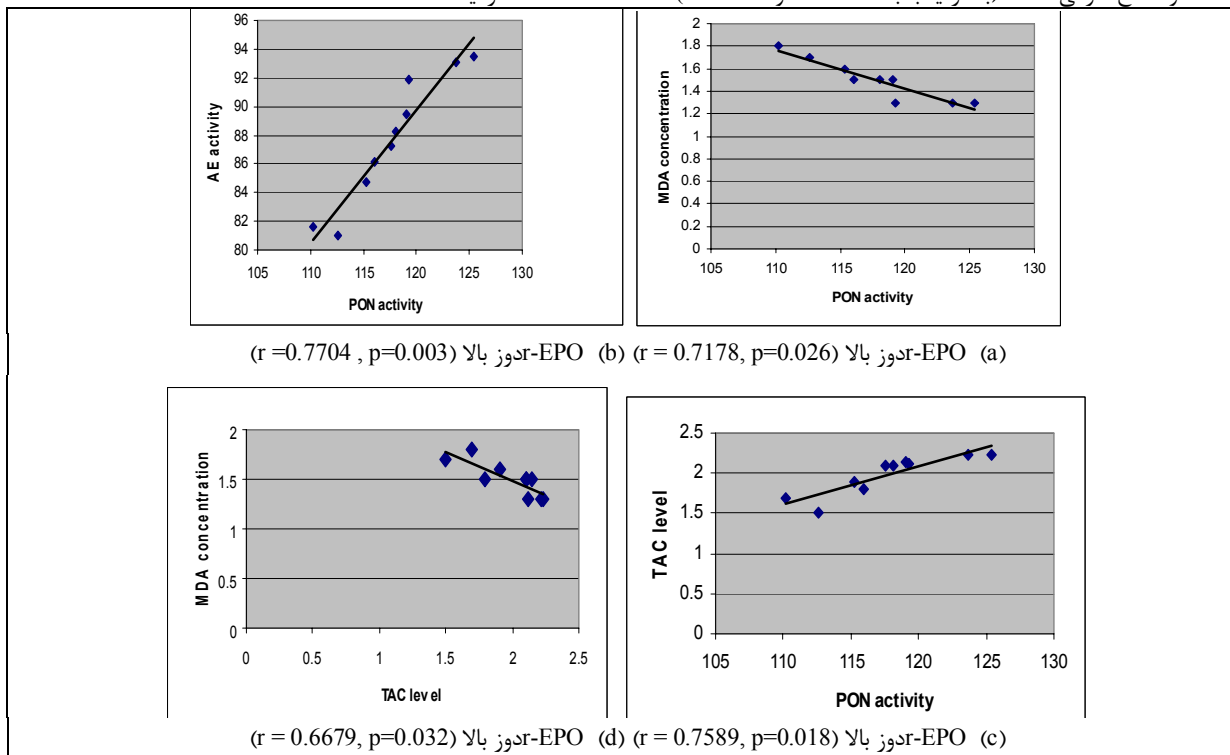 AE activity
96
94
92
90
88
86
84
82
80
105 110 115 120 125 130
PON activity
MDA concentration
2
1.8
1.6
1.4
1.2
1
0.8
0.6
0.4
0.2
0
105 110 115 120 125 130
PON activity
(a) r-EPO دوز بالا (r = 0.7178, p=0.026) (b) r-EPO دوز بالا (r =0.7704 , p=0.003)
MDA concentration
2
1.5
1
0.5
0
0 0.5 1 1.5 2 2.5
TAC level
TAC level
2.5
2
1.5
1
0.5
0
105 110 115 120 125 130
PON activity
(c) r-EPO دوز بالا (r = 0.7589, p=0.018) (d) r-EPO دوز بالا (r = 0.6679, p=0.032)